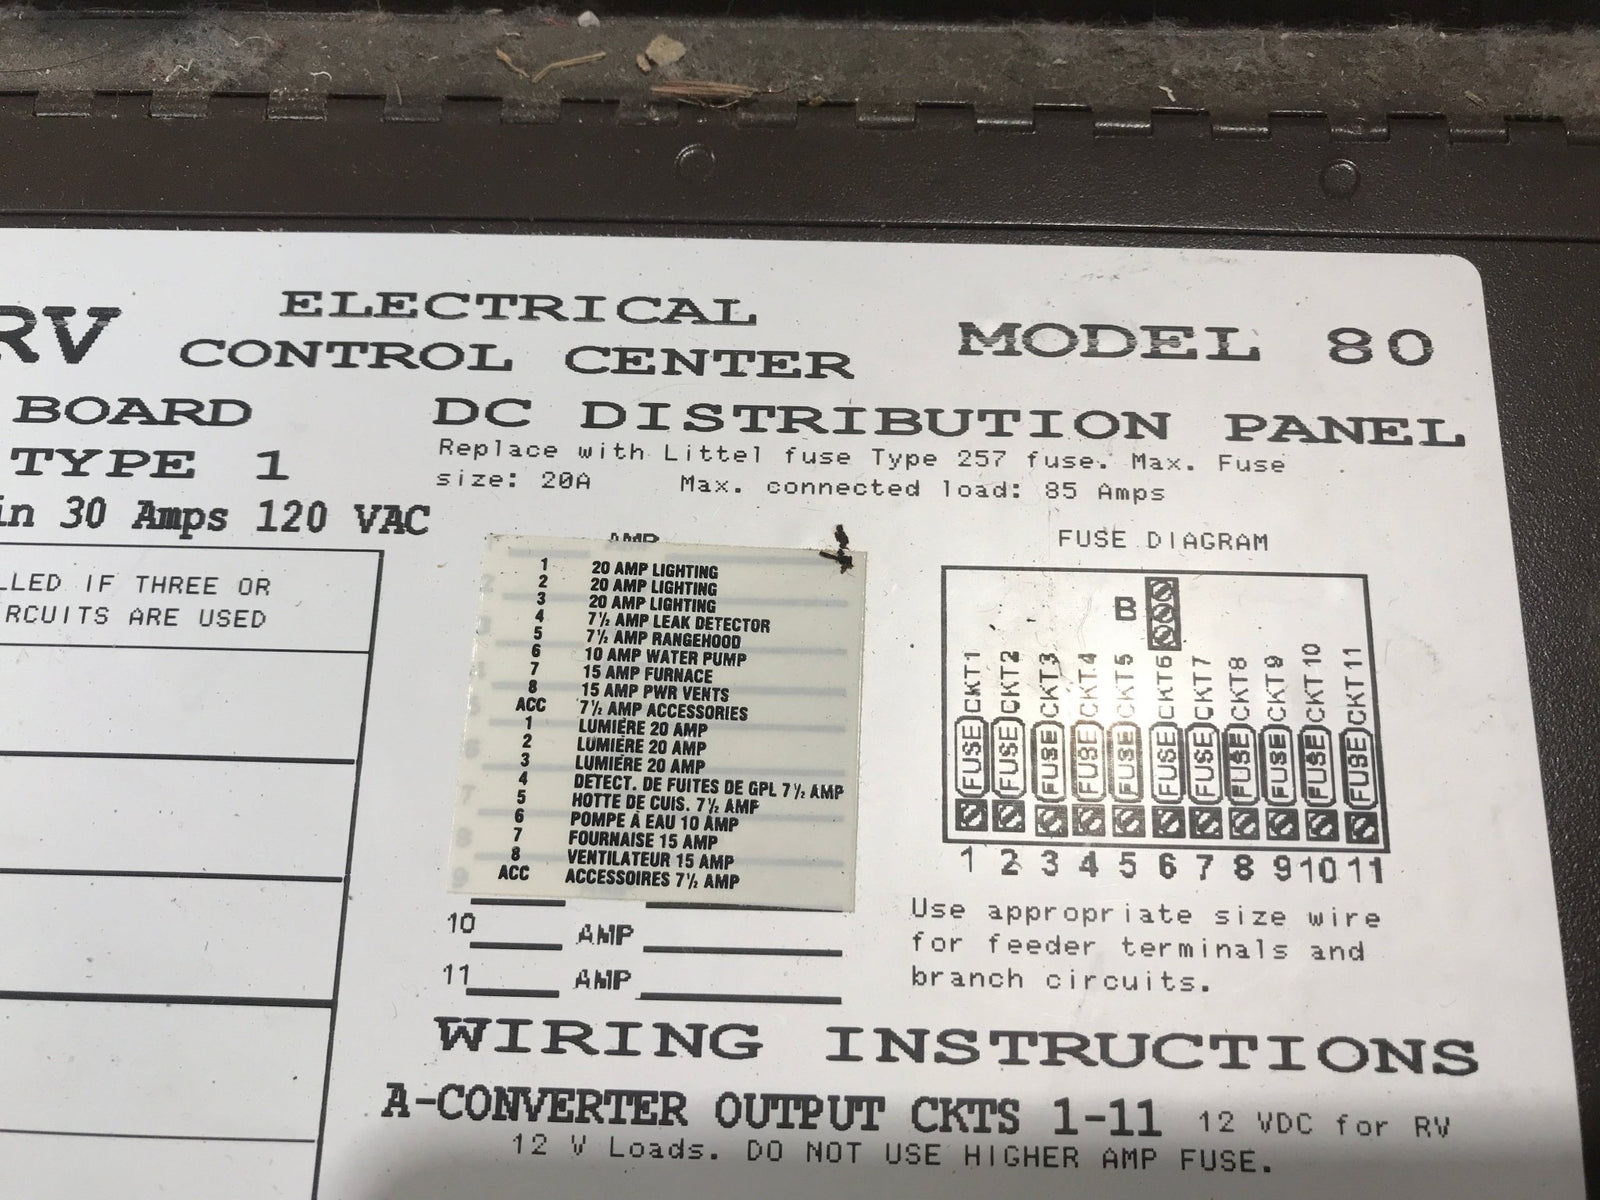 RV
ELECTRICAL
CONTROL CENTER
MODEL 80
BOARD
TYPE 1
in 30 Amps 120 VAC
LLED IF THREE OR
RCUITS ARE USED
DC DISTRIBUTION PANEL
Replace with Littel fuse Type 257 fuse. Max. Fuse
size: 20A Max. connected load: 85 Amps
AMP
1 20 AMP LIGHTING
2 20 AMP LIGHTING
3 20 AMP LIGHTING
4 7½ AMP LEAK DETECTOR
5 7½ AMP RANGEHOOD
6 10 AMP WATER PUMP
7 15 AMP FURNACE
8 15 AMP PWR VENTS
ACC 7½ AMP ACCESSORIES
1 LUMIÈRE 20 AMP
2 LUMIÈRE 20 AMP
3 LUMIÈRE 20 AMP
4 DETECT. DE FUITES DE GPL 7½ AMP
5 HOTTE DE CUIS. 7½ AMP
6 POMPE À EAU 10 AMP
7 FOURNAISE 15 AMP
8 VENTILATEUR 15 AMP
ACC ACCESSOIRES 7½ AMP
10 AMP
11 AMP
FUSE DIAGRAM
B
CKT1 CKT2 CKT3 CKT4 CKT5 CKT6 CKT7 CKT8 CKT9 CKT10 CKT11
FUSE FUSE FUSE FUSE FUSE FUSE FUSE FUSE FUSE FUSE FUSE
1 2 3 4 5 6 7 8 9 10 11
Use appropriate size wire
for feeder terminals and
branch circuits.
WIRING INSTRUCTIONS
A-CONVERTER OUTPUT CKTS 1-11 12 VDC for RV
12 V Loads. DO NOT USE HIGHER AMP FUSE.